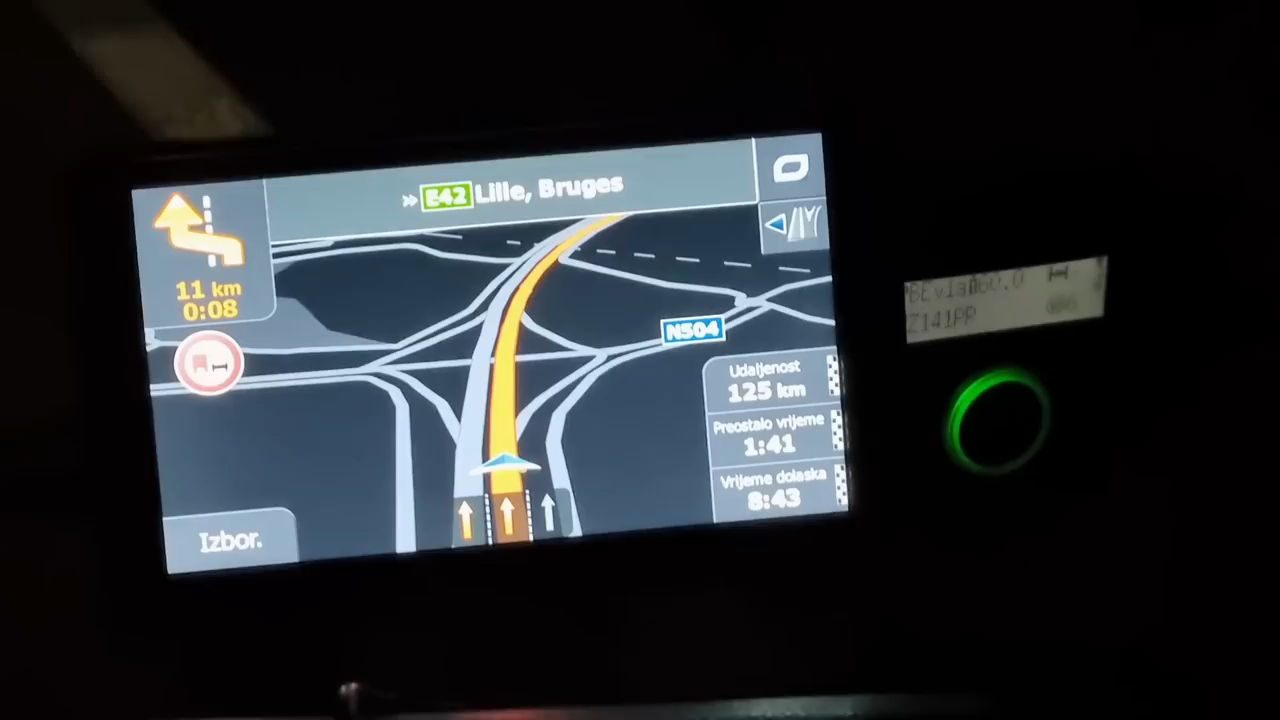 » E42 Lille, Bruges
11 km
0:08
N504
Udaljenost
125 km
Preostalo vrijeme
1:41
Vrijeme dolaska
8:43
Izbor.